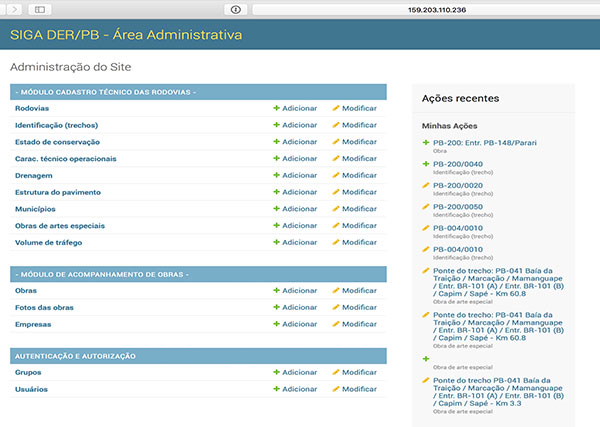 159.203.110.236
SIGA DER/PB - Área Administrativa
Administração do Site
- MÓDULO CADASTRO TÉCNICO DAS RODOVIAS -
Rodovias Adicionar Modificar
Identificação (trechos) Adicionar Modificar
Estado de conservação Adicionar Modificar
Carac. técnico operacionais Adicionar Modificar
Drenagem Adicionar Modificar
Estrutura do pavimento Adicionar Modificar
Municípios Adicionar Modificar
Obras de artes especiais Adicionar Modificar
Volume de tráfego Adicionar Modificar
- MÓDULO DE ACOMPANHAMENTO DE OBRAS -
Obras Adicionar Modificar
Fotos das obras Adicionar Modificar
Empresas Adicionar Modificar
AUTENTICAÇÃO E AUTORIZAÇÃO
Grupos Adicionar Modificar
Usuários Adicionar Modificar
Ações recentes
Minhas Ações
PB-200: Entr. PB-148/Parari
Obra
PB-200/0040
Identificação (trecho)
PB-200/0020
Identificação (trecho)
PB-200/0050
Identificação (trecho)
PB-004/0010
Identificação (trecho)
PB-004/0010
Identificação (trecho)
Ponte do trecho: PB-041 Baía da
Traição / Marcação / Mamanguape
/ Entr. BR-101 (A) / Entr. BR-101 (B)
/ Capim / Sapé - Km 60.8
Obra de arte especial
Ponte do trecho: PB-041 Baía da
Traição / Marcação / Mamanguape
/ Entr. BR-101 (A) / Entr. BR-101 (B)
/ Capim / Sapé - Km 60.8
Obra de arte especial
Obra de arte especial
Ponte do trecho PB-041 Baía da
Traição / Marcação / Mamanguape
/ Entr. BR-101 (A) / Entr. BR-101 (B)
/ Capim / Sapé - Km 3.3
Obra de arte especial